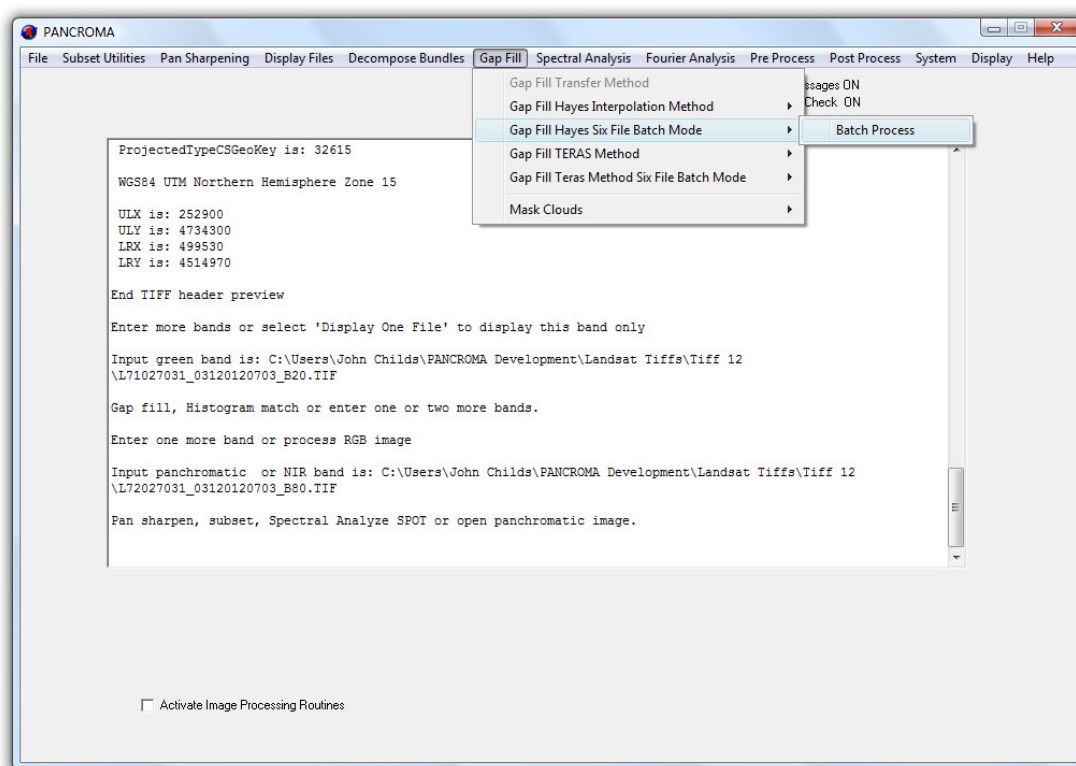 PANCROMA
File Subset Utilities Pan Sharpening Display Files Decompose Bundles Gap Fill Spectral Analysis Fourier Analysis Pre Process Post Process System Display Help
Gap Fill Transfer Method
Gap Fill Hayes Interpolation Method
Gap Fill Hayes Six File Batch Mode
Batch Process
Gap Fill TERAS Method
Gap Fill Teras Method Six File Batch Mode
Mask Clouds
ssages ON
Check ON
ProjectedTypeCSGeoKey is: 32615
WGS84 UTM Northern Hemisphere Zone 15
ULX is: 252900
ULY is: 4734300
LRX is: 499530
LRY is: 4514970
End TIFF header preview
Enter more bands or select 'Display One File' to display this band only
Input green band is: C:\Users\John Childs\PANCROMA Development\Landsat Tiffs\Tiff 12
\L71027031_03120120703_B20.TIF
Gap fill, Histogram match or enter one or two more bands.
Enter one more band or process RGB image
Input panchromatic or NIR band is: C:\Users\John Childs\PANCROMA Development\Landsat Tiffs\Tiff 12
\L72027031_03120120703_B80.TIF
Pan sharpen, subset, Spectral Analyze SPOT or open panchromatic image.
Activate Image Processing Routines